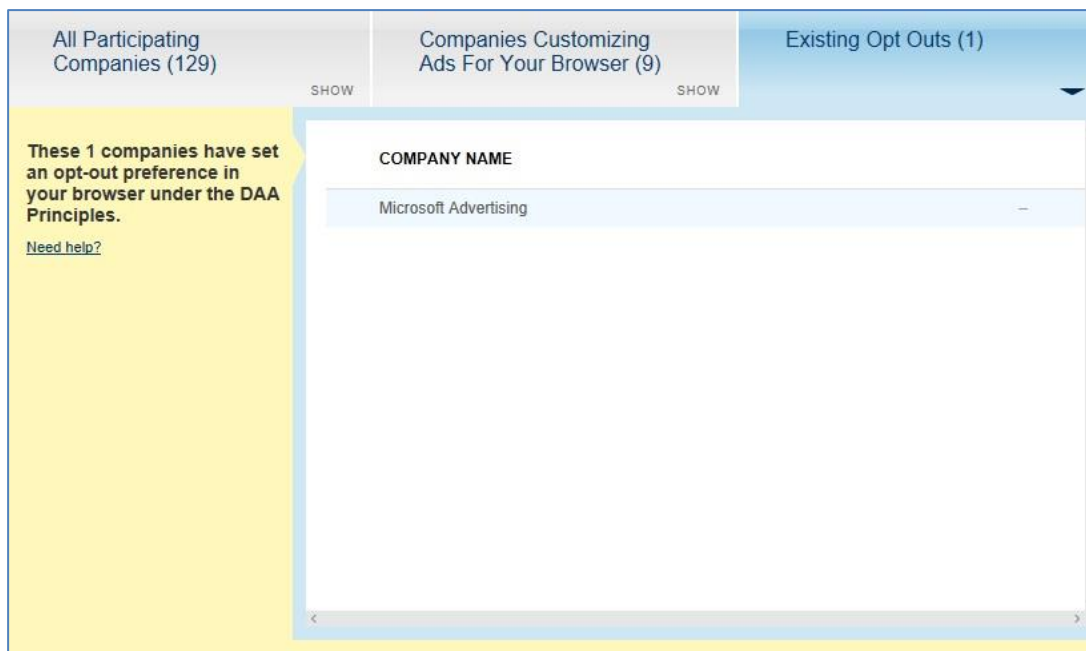 All Participating
Companies (129)
SHOW
Companies Customizing
Ads For Your Browser (9)
SHOW
Existing Opt Outs (1)
These 1 companies have set
an opt-out preference in
your browser under the DAA
Principles.
Need help?
COMPANY NAME
Microsoft Advertising –